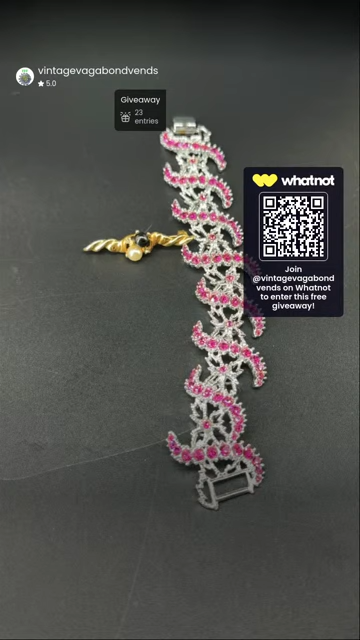 vintagevagabondvends
★ 5.0
Giveaway
23
entries
whatnot
Join
@vintagevagabond
vends on Whatnot
to enter this free
giveaway!